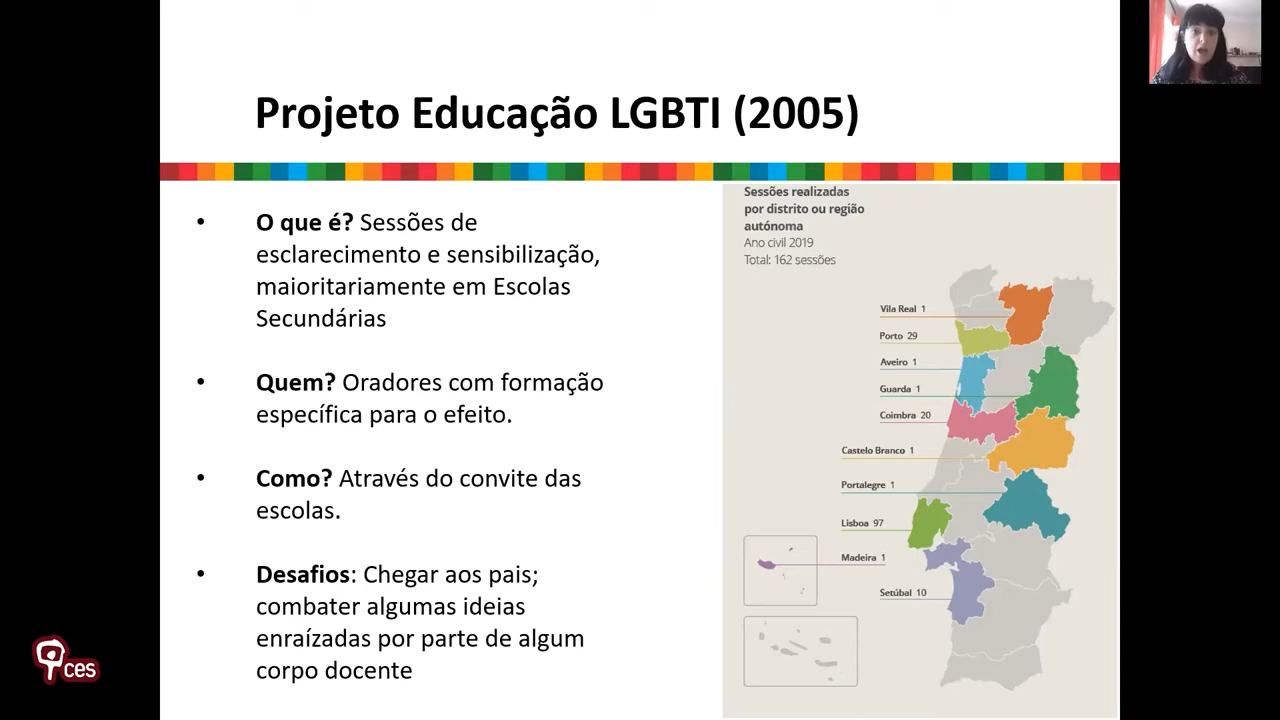 Projeto Educação LGBTI (2005)
• O que é? Sessões de
esclarecimento e sensibilização,
maioritariamente em Escolas
Secundárias
• Quem? Oradores com formação
específica para o efeito.
• Como? Através do convite das
escolas.
• Desafios: Chegar aos pais;
combater algumas ideias
enraízadas por parte de algum
corpo docente
Sessões realizadas
por distrito ou região
autónoma
Ano civil 2019
Total: 162 sessões
Vila Real 1
Porto 29
Aveiro 1
Guarda 1
Coimbra 20
Castelo Branco 1
Portalegre 1
Lisboa 97
Madeira 1
Setúbal 10
ces